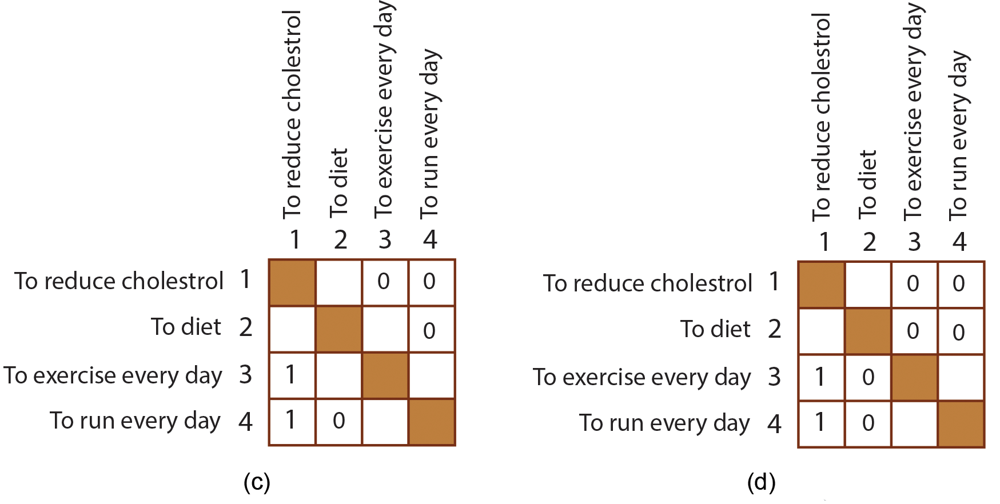 To reduce cholestrol
To diet
To exercise every day
To run every day
1 2 3 4
To reduce cholestrol 1 0 0
To diet 2 0
To exercise every day 3 1
To run every day 4 1 0
(c)
To reduce cholestrol
To diet
To exercise every day
To run every day
1 2 3 4
To reduce cholestrol 1 0 0
To diet 2 0 0
To exercise every day 3 1 0
To run every day 4 1 0
(d)